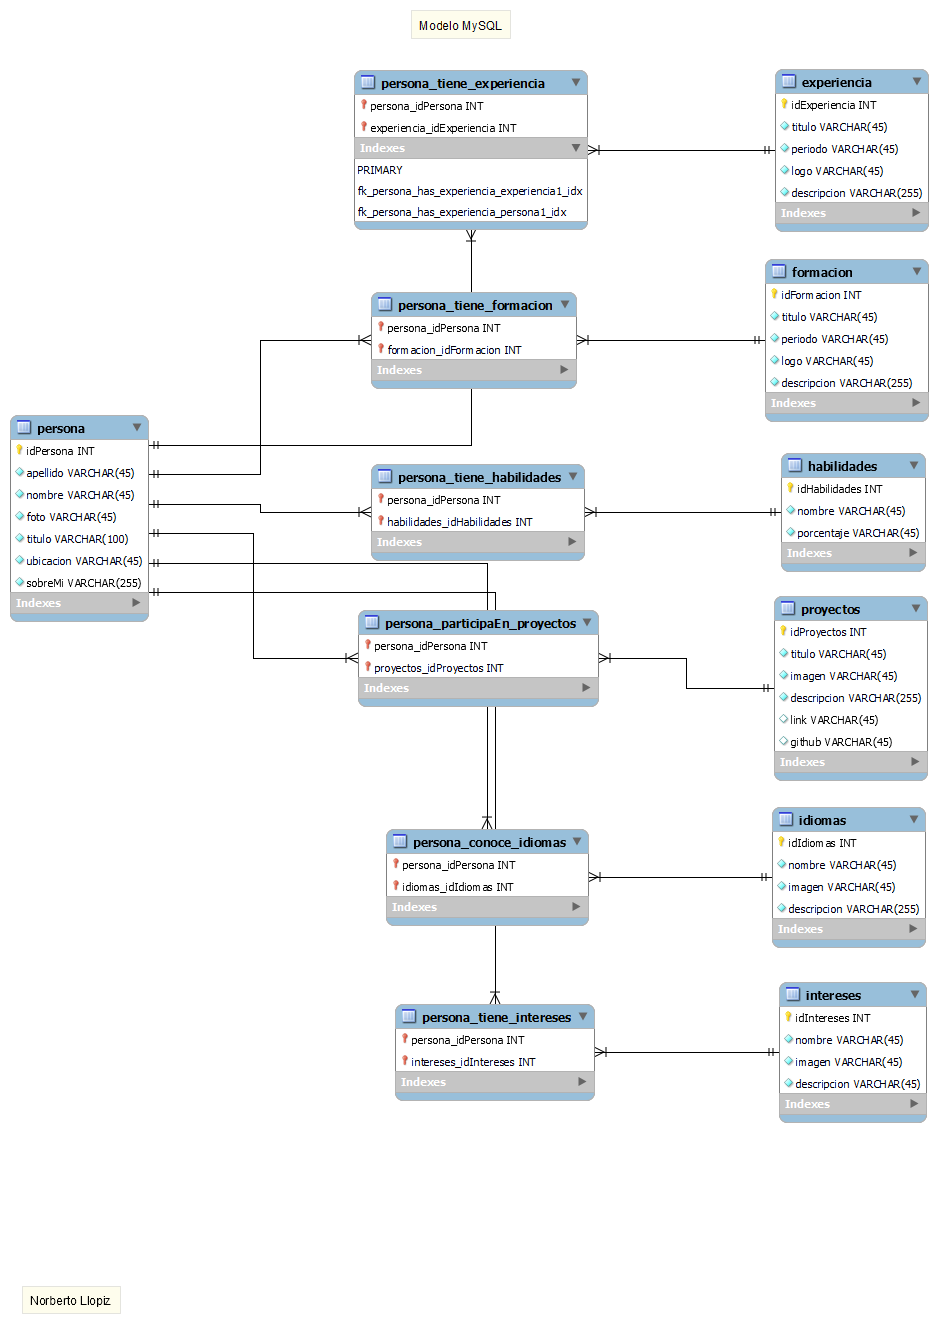 Modelo MySQL
persona_tiene_experiencia
persona_idPersona INT
experiencia_idExperiencia INT
Indexes
PRIMARY
fk_persona_has_experiencia_experiencia1_idx
fk_persona_has_experiencia_persona1_idx
experiencia
idExperiencia INT
titulo VARCHAR(45)
periodo VARCHAR(45)
logo VARCHAR(45)
descripcion VARCHAR(255)
Indexes
persona_tiene_formacion
persona_idPersona INT
formacion_idFormacion INT
Indexes
formacion
idFormacion INT
titulo VARCHAR(45)
periodo VARCHAR(45)
logo VARCHAR(45)
descripcion VARCHAR(255)
Indexes
persona
idPersona INT
apellido VARCHAR(45)
nombre VARCHAR(45)
foto VARCHAR(45)
titulo VARCHAR(100)
ubicacion VARCHAR(45)
sobreMi VARCHAR(255)
Indexes
persona_tiene_habilidades
persona_idPersona INT
habilidades_idHabilidades INT
Indexes
habilidades
idHabilidades INT
nombre VARCHAR(45)
porcentaje VARCHAR(45)
Indexes
persona_participaEn_proyectos
persona_idPersona INT
proyectos_idProyectos INT
Indexes
proyectos
idProyectos INT
titulo VARCHAR(45)
imagen VARCHAR(45)
descripcion VARCHAR(255)
link VARCHAR(45)
github VARCHAR(45)
Indexes
persona_conoce_idiomas
persona_idPersona INT
idiomas_idIdiomas INT
Indexes
idiomas
idIdiomas INT
nombre VARCHAR(45)
imagen VARCHAR(45)
descripcion VARCHAR(255)
Indexes
persona_tiene_intereses
persona_idPersona INT
intereses_idIntereses INT
Indexes
intereses
idIntereses INT
nombre VARCHAR(45)
imagen VARCHAR(45)
descripcion VARCHAR(45)
Indexes
Norberto Llopiz